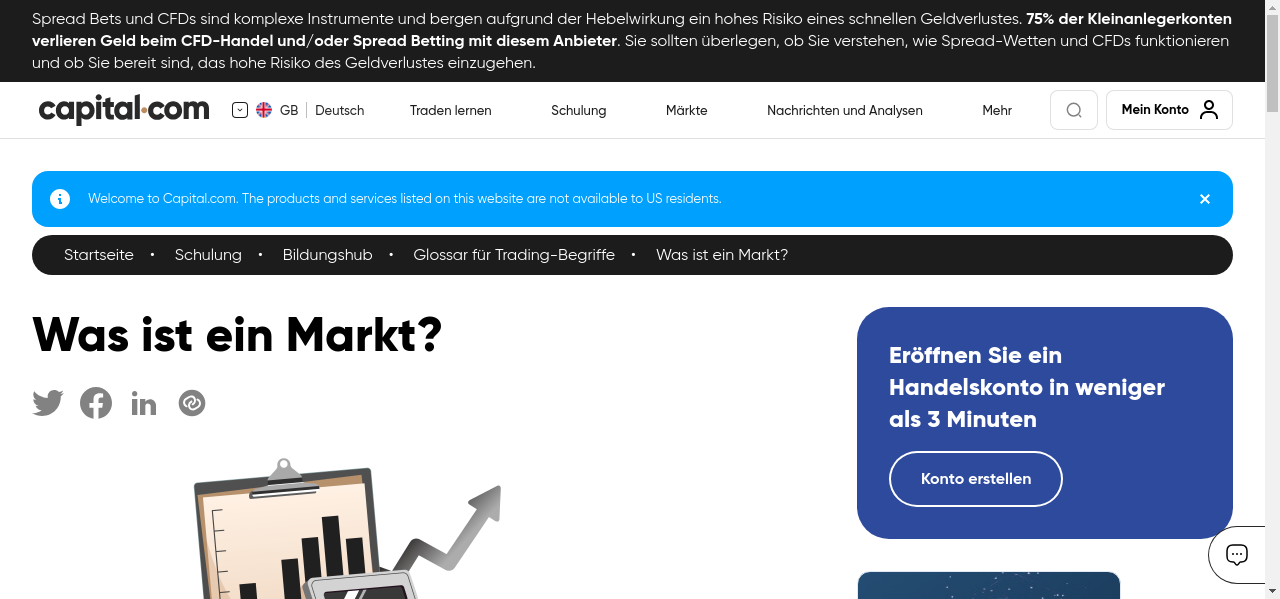 Spread Bets und CFDs sind komplexe Instrumente und bergen aufgrund der Hebelwirkung ein hohes Risiko eines schnellen Geldverlustes. 75% der Kleinanlegerkonten
verlieren Geld beim CFD-Handel und/oder Spread Betting mit diesem Anbieter. Sie sollten überlegen, ob Sie verstehen, wie Spread-Wetten und CFDs funktionieren
und ob Sie bereit sind, das hohe Risiko des Geldverlustes einzugehen.
capital.com GB Deutsch Traden lernen Schulung Märkte Nachrichten und Analysen Mehr Mein Konto
Welcome to Capital.com. The products and services listed on this website are not available to US residents.
Startseite • Schulung • Bildungshub • Glossar für Trading-Begriffe • Was ist ein Markt?
Was ist ein Markt?
Eröffnen Sie ein
Handelskonto in weniger
als 3 Minuten
Konto erstellen